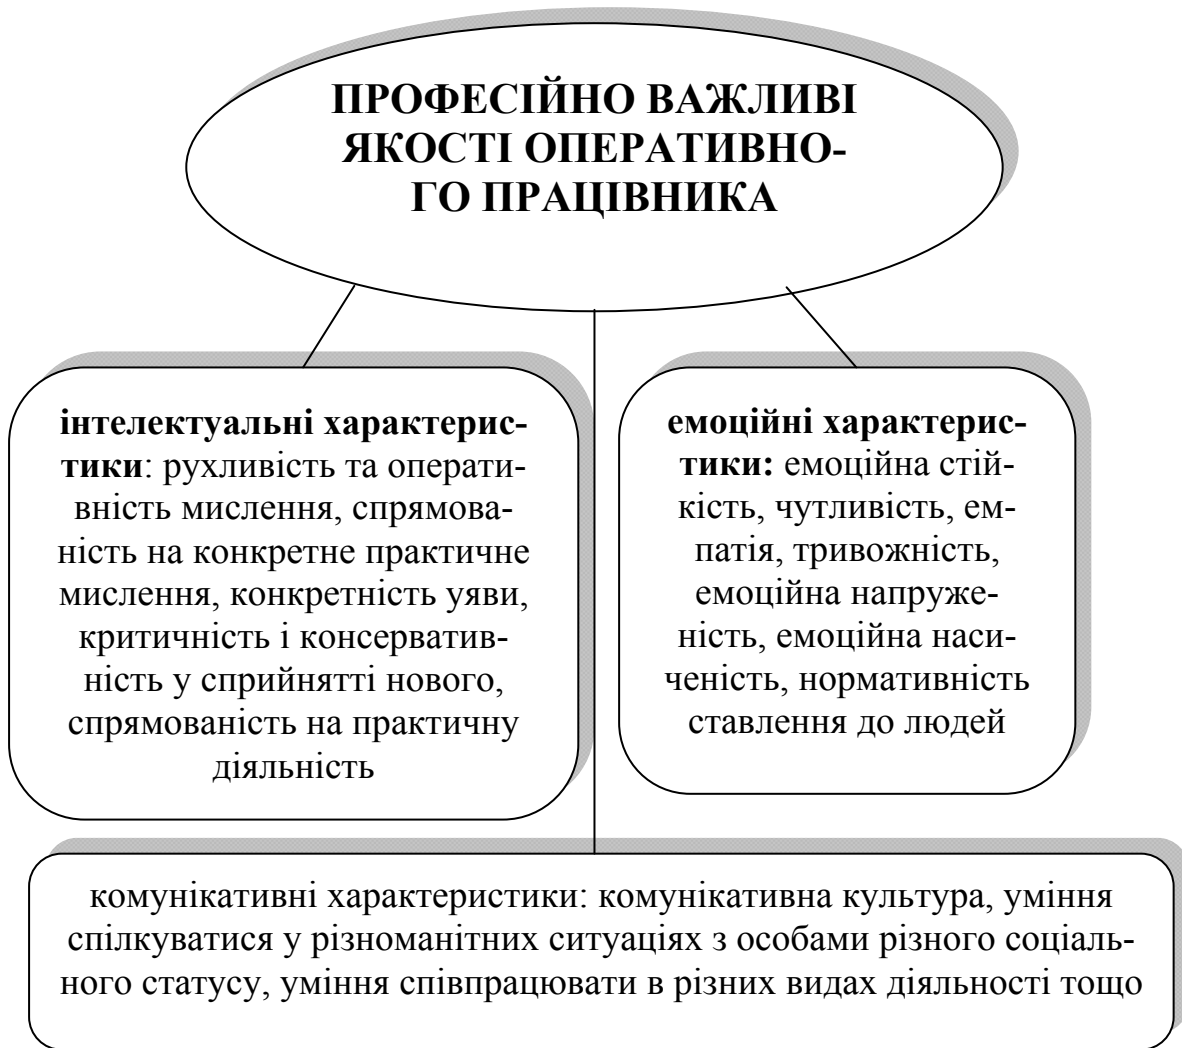 ПРОФЕСІЙНО ВАЖЛИВІ
ЯКОСТІ ОПЕРАТИВНО-
ГО ПРАЦІВНИКА
інтелектуальні характерис-
тики: рухливість та операти-
вність мислення, спрямова-
ність на конкретне практичне
мислення, конкретність уяви,
критичність і консерватив-
ність у сприйнятті нового,
спрямованість на практичну
діяльність
емоційні характерис-
тики: емоційна стій-
кість, чутливість, ем-
патія, тривожність,
емоційна напруже-
ність, емоційна наси-
ченість, нормативність
ставлення до людей
комунікативні характеристики: комунікативна культура, уміння
спілкуватися у різноманітних ситуаціях з особами різного соціаль-
ного статусу, уміння співпрацювати в різних видах діяльності тощо